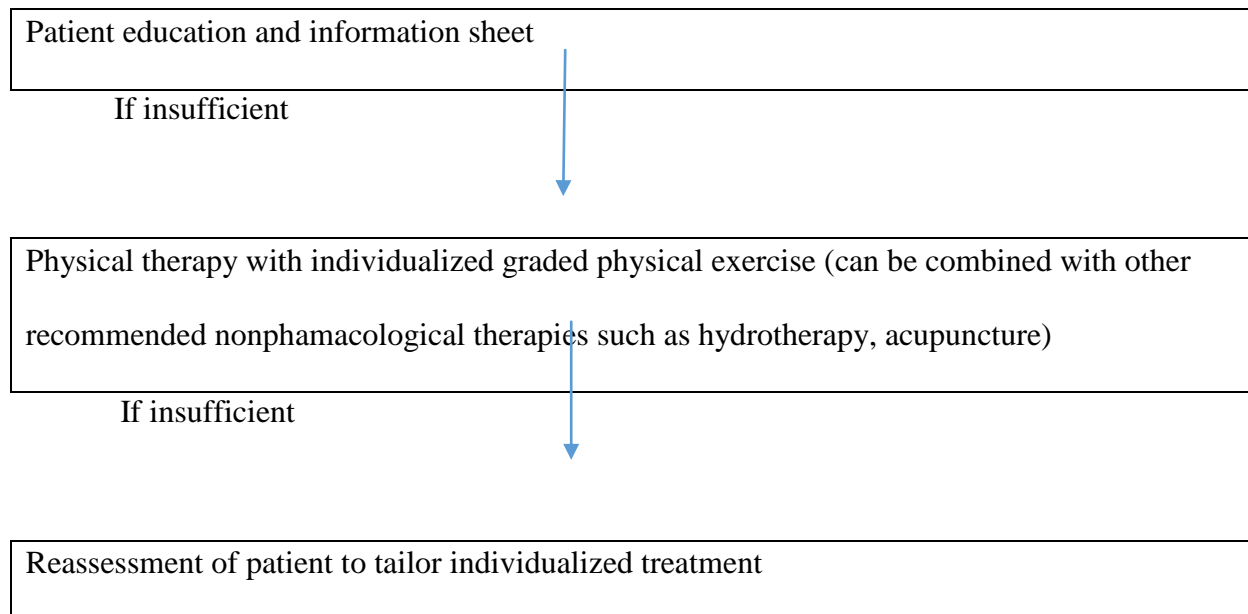 Patient education and information sheet
If insufficient
Physical therapy with individualized graded physical exercise (can be combined with other
recommended nonphamacological therapies such as hydrotherapy, acupuncture)
If insufficient
Reassessment of patient to tailor individualized treatment